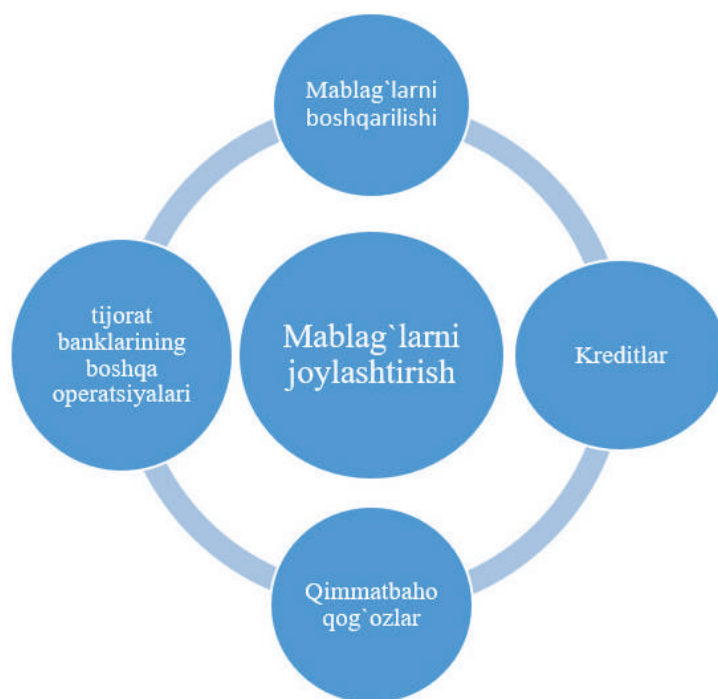 Mablag`larni
boshqarilishi
tijorat
banklarining
boshqa
operatsiyalari
Mablag`larni
joylashtirish
Kreditlar
Qimmatbaho
qog`ozlar